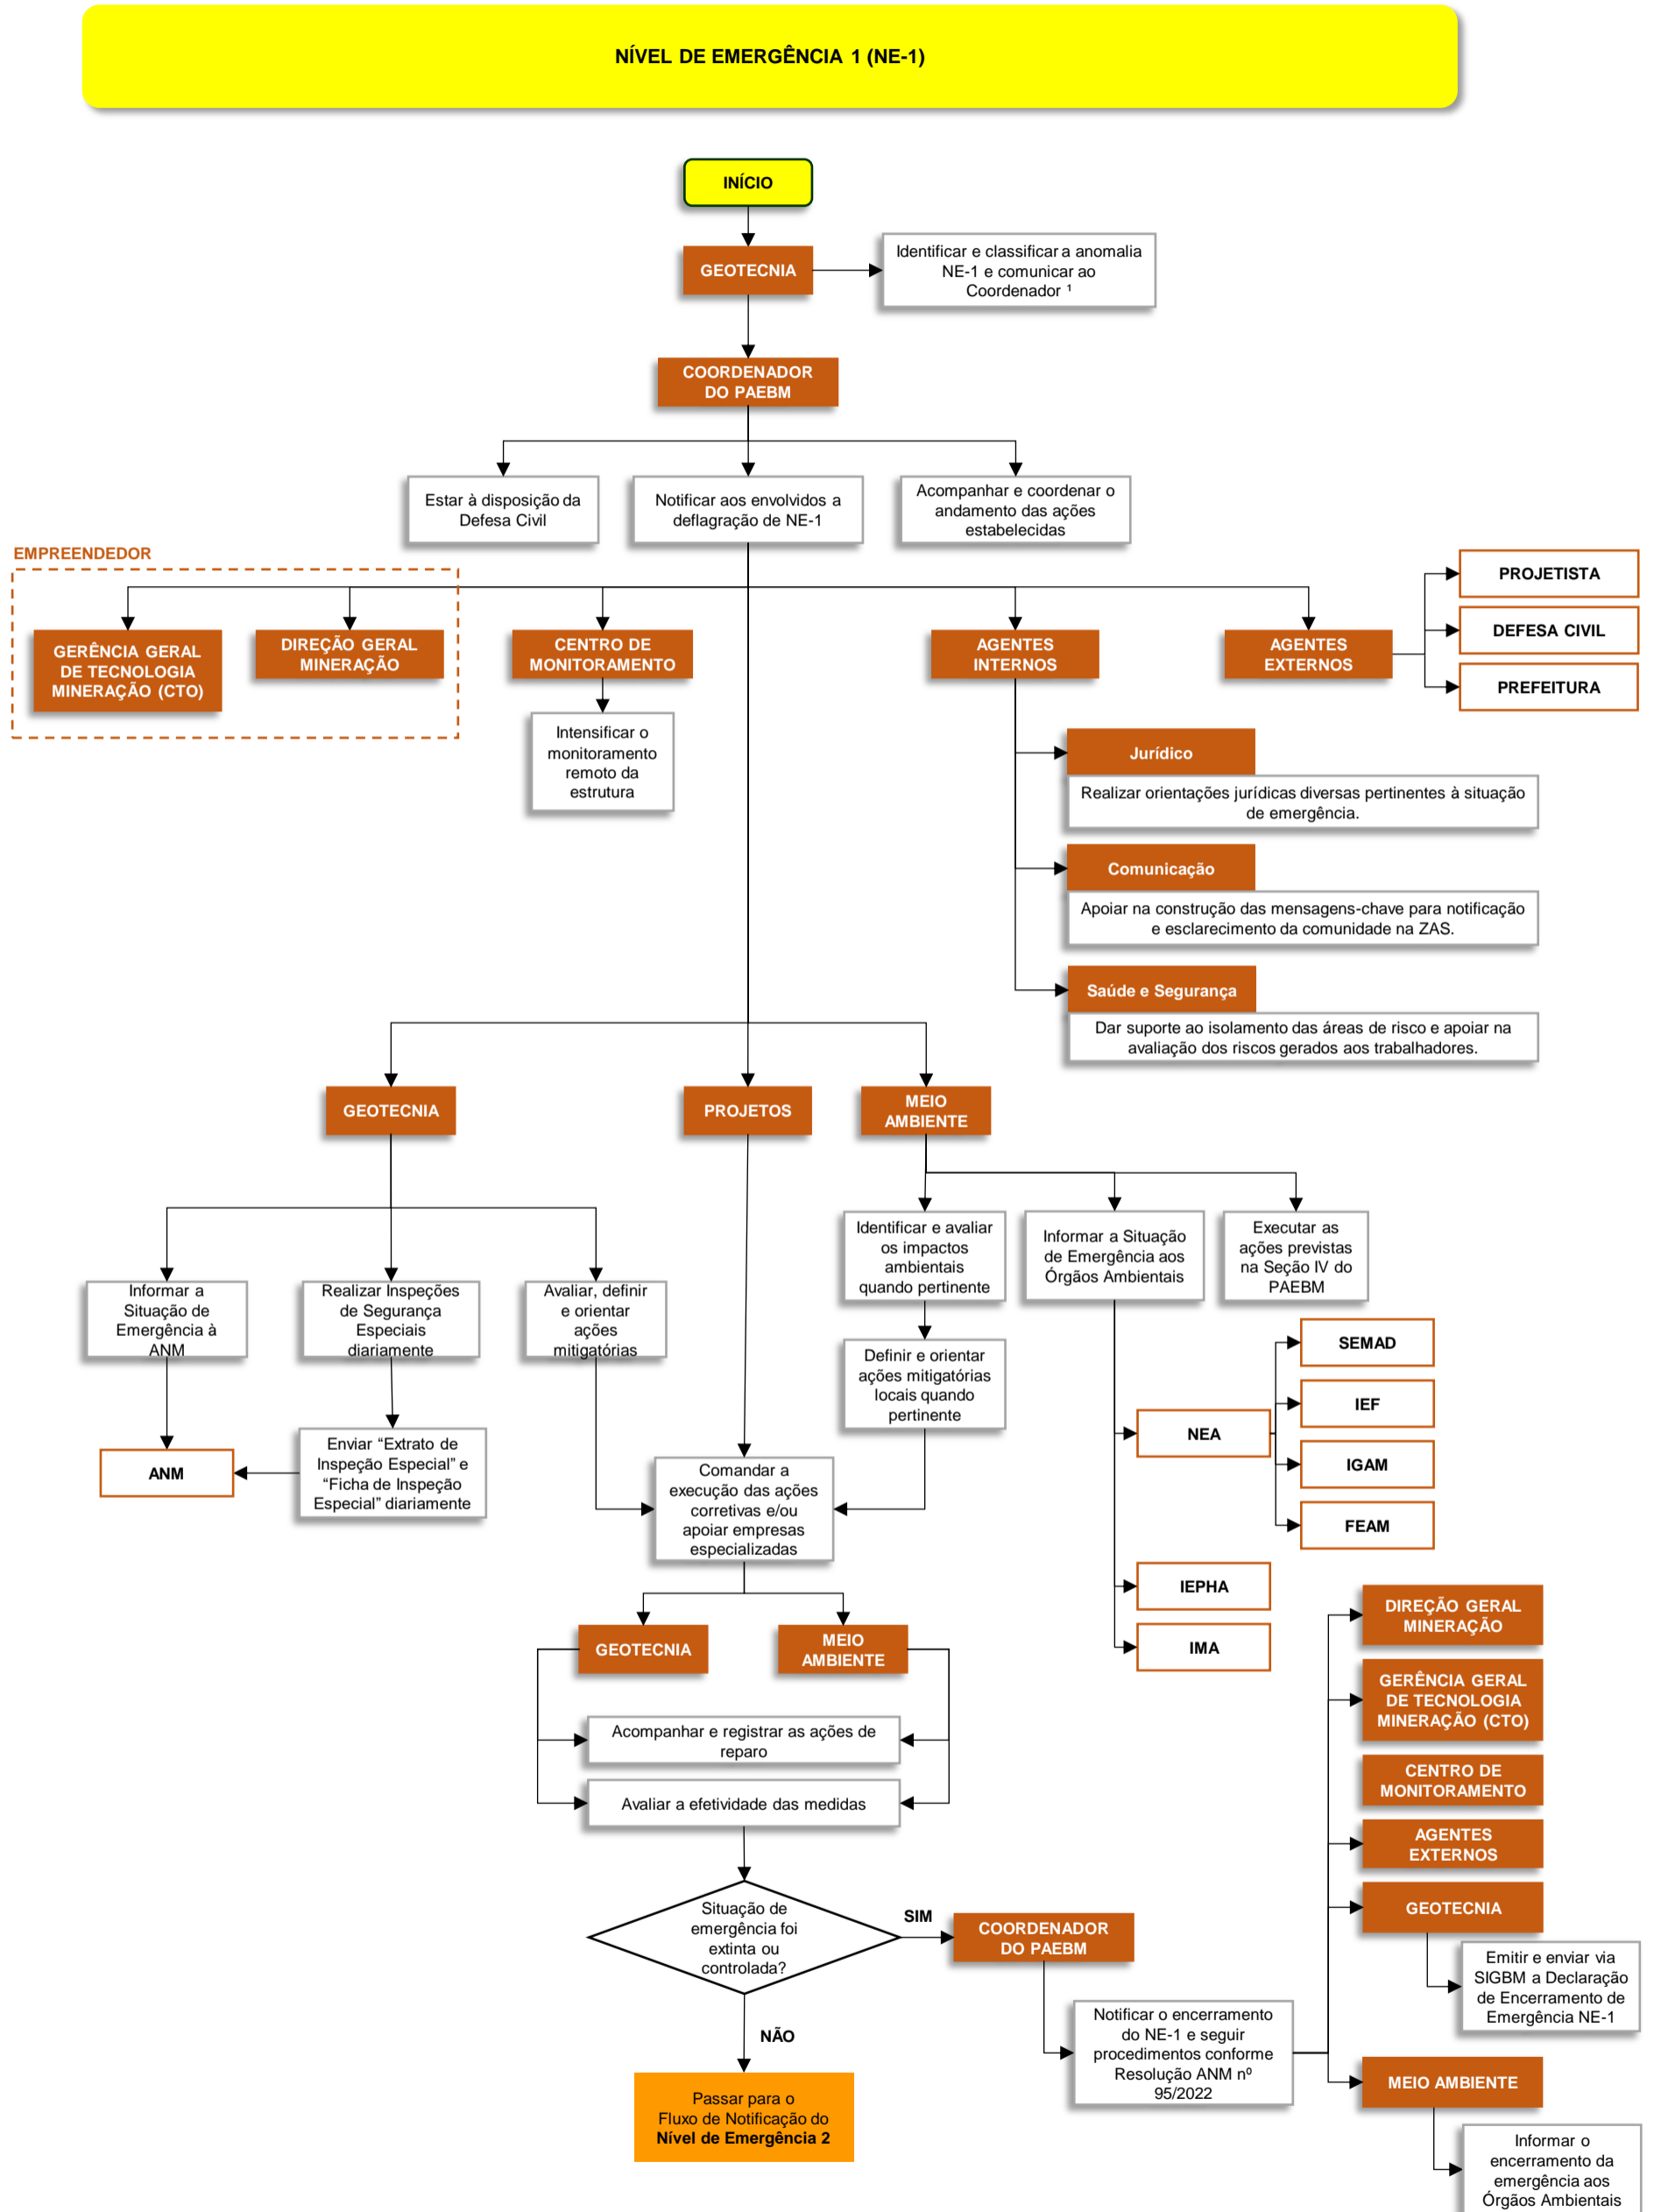 NÍVEL DE EMERGÊNCIA 1 (NE-1)
INÍCIO
GEOTECNIA
Identificar e classificar a anomalia
NE-1 e comunicar ao
Coordenador ¹
COORDENADOR
DO PAEBM
Estar à disposição da
Defesa Civil
Notificar aos envolvidos a
deflagração de NE-1
Acompanhar e coordenar o
andamento das ações
estabelecidas
EMPREENDEDOR
GERÊNCIA GERAL
DE TECNOLOGIA
MINERAÇÃO (CTO)
DIREÇÃO GERAL
MINERAÇÃO
CENTRO DE
MONITORAMENTO
Intensificar o
monitoramento
remoto da
estrutura
AGENTES
INTERNOS
AGENTES
EXTERNOS
PROJETISTA
DEFESA CIVIL
PREFEITURA
Jurídico
Realizar orientações jurídicas diversas pertinentes à situação
de emergência.
Comunicação
Apoiar na construção das mensagens-chave para notificação
e esclarecimento da comunidade na ZAS.
Saúde e Segurança
Dar suporte ao isolamento das áreas de risco e apoiar na
avaliação dos riscos gerados aos trabalhadores.
GEOTECNIA
PROJETOS
MEIO
AMBIENTE
Informar a
Situação de
Emergência à
ANM
Realizar Inspeções
de Segurança
Especiais
diariamente
Avaliar, definir
e orientar
ações
mitigatórias
Identificar e avaliar
os impactos
ambientais
quando pertinente
Informar a Situação
de Emergência aos
Órgãos Ambientais
Executar as
ações previstas
na Seção IV do
PAEBM
Definir e orientar
ações mitigatórias
locais quando
pertinente
ANM
Enviar “Extrato de
Inspeção Especial” e
“Ficha de Inspeção
Especial” diariamente
Comandar a
execução das ações
corretivas e/ou
apoiar empresas
especializadas
NEA
SEMAD
IEF
IGAM
FEAM
IEPHA
IMA
GEOTECNIA
MEIO
AMBIENTE
Acompanhar e registrar as ações de
reparo
Avaliar a efetividade das medidas
Situação de
emergência foi
extinta ou
controlada?
SIM
COORDENADOR
DO PAEBM
NÃO
Passar para o
Fluxo de Notificação do
Nível de Emergência 2
Notificar o encerramento
do NE-1 e seguir
procedimentos conforme
Resolução ANM nº
95/2022
DIREÇÃO GERAL
MINERAÇÃO
GERÊNCIA GERAL
DE TECNOLOGIA
MINERAÇÃO (CTO)
CENTRO DE
MONITORAMENTO
AGENTES
EXTERNOS
GEOTECNIA
Emitir e enviar via
SIGBM a Declaração
de Encerramento de
Emergência NE-1
MEIO AMBIENTE
Informar o
encerramento da
emergência aos
Órgãos Ambientais